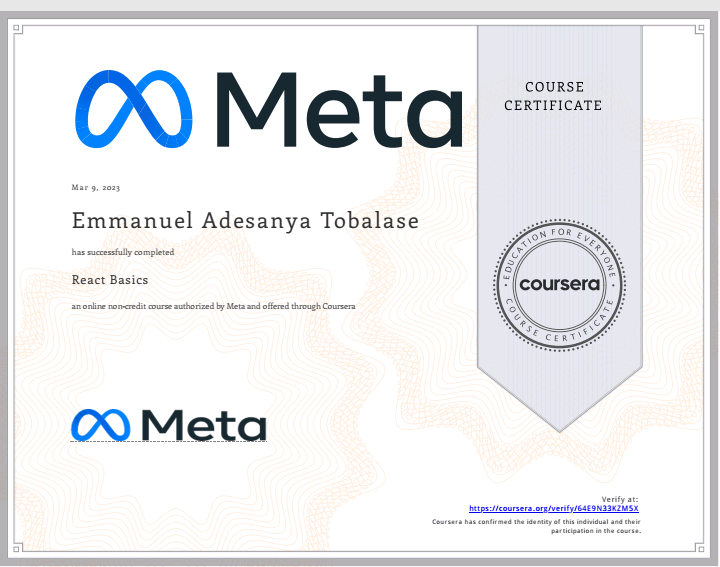 Meta
COURSE
CERTIFICATE
Mar 9, 2023
Emmanuel Adesanya Tobalase
has successfully completed
React Basics
an online non-credit course authorized by Meta and offered through Coursera
EDUCATION FOR EVERYONE
coursera
COURSE CERTIFICATE
Meta
Verify at:
https://coursera.org/verify/64E9N33KZM5X
Coursera has confirmed the identity of this individual and their
participation in the course.